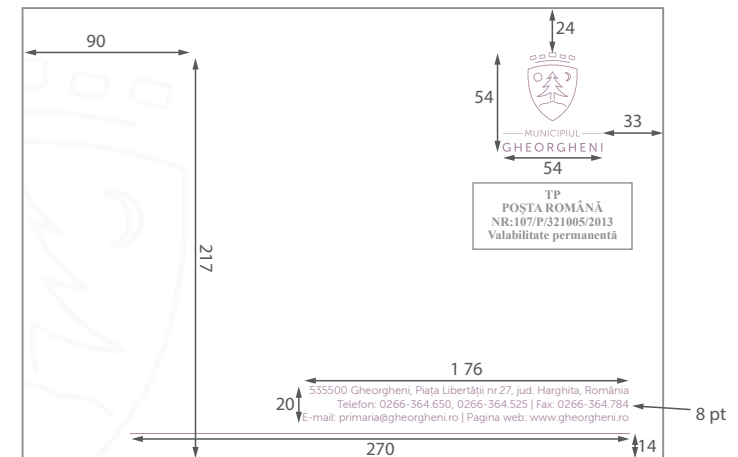 90
24
54
33
MUNICIPIUL
GHEORGHENI
54
TP
POȘTA ROMÂNĂ
NR:107/P/321005/2013
Valabilitate permanentă
217
1 76
535500 Gheorgheni, Piața Libertății nr.27, jud. Harghita, România
20
Telefon: 0266-364.650, 0266-364.525 | Fax: 0266-364.784
8 pt
E-mail: primaria@gheorgheni.ro | Pagina web: www.gheorgheni.ro
270
14